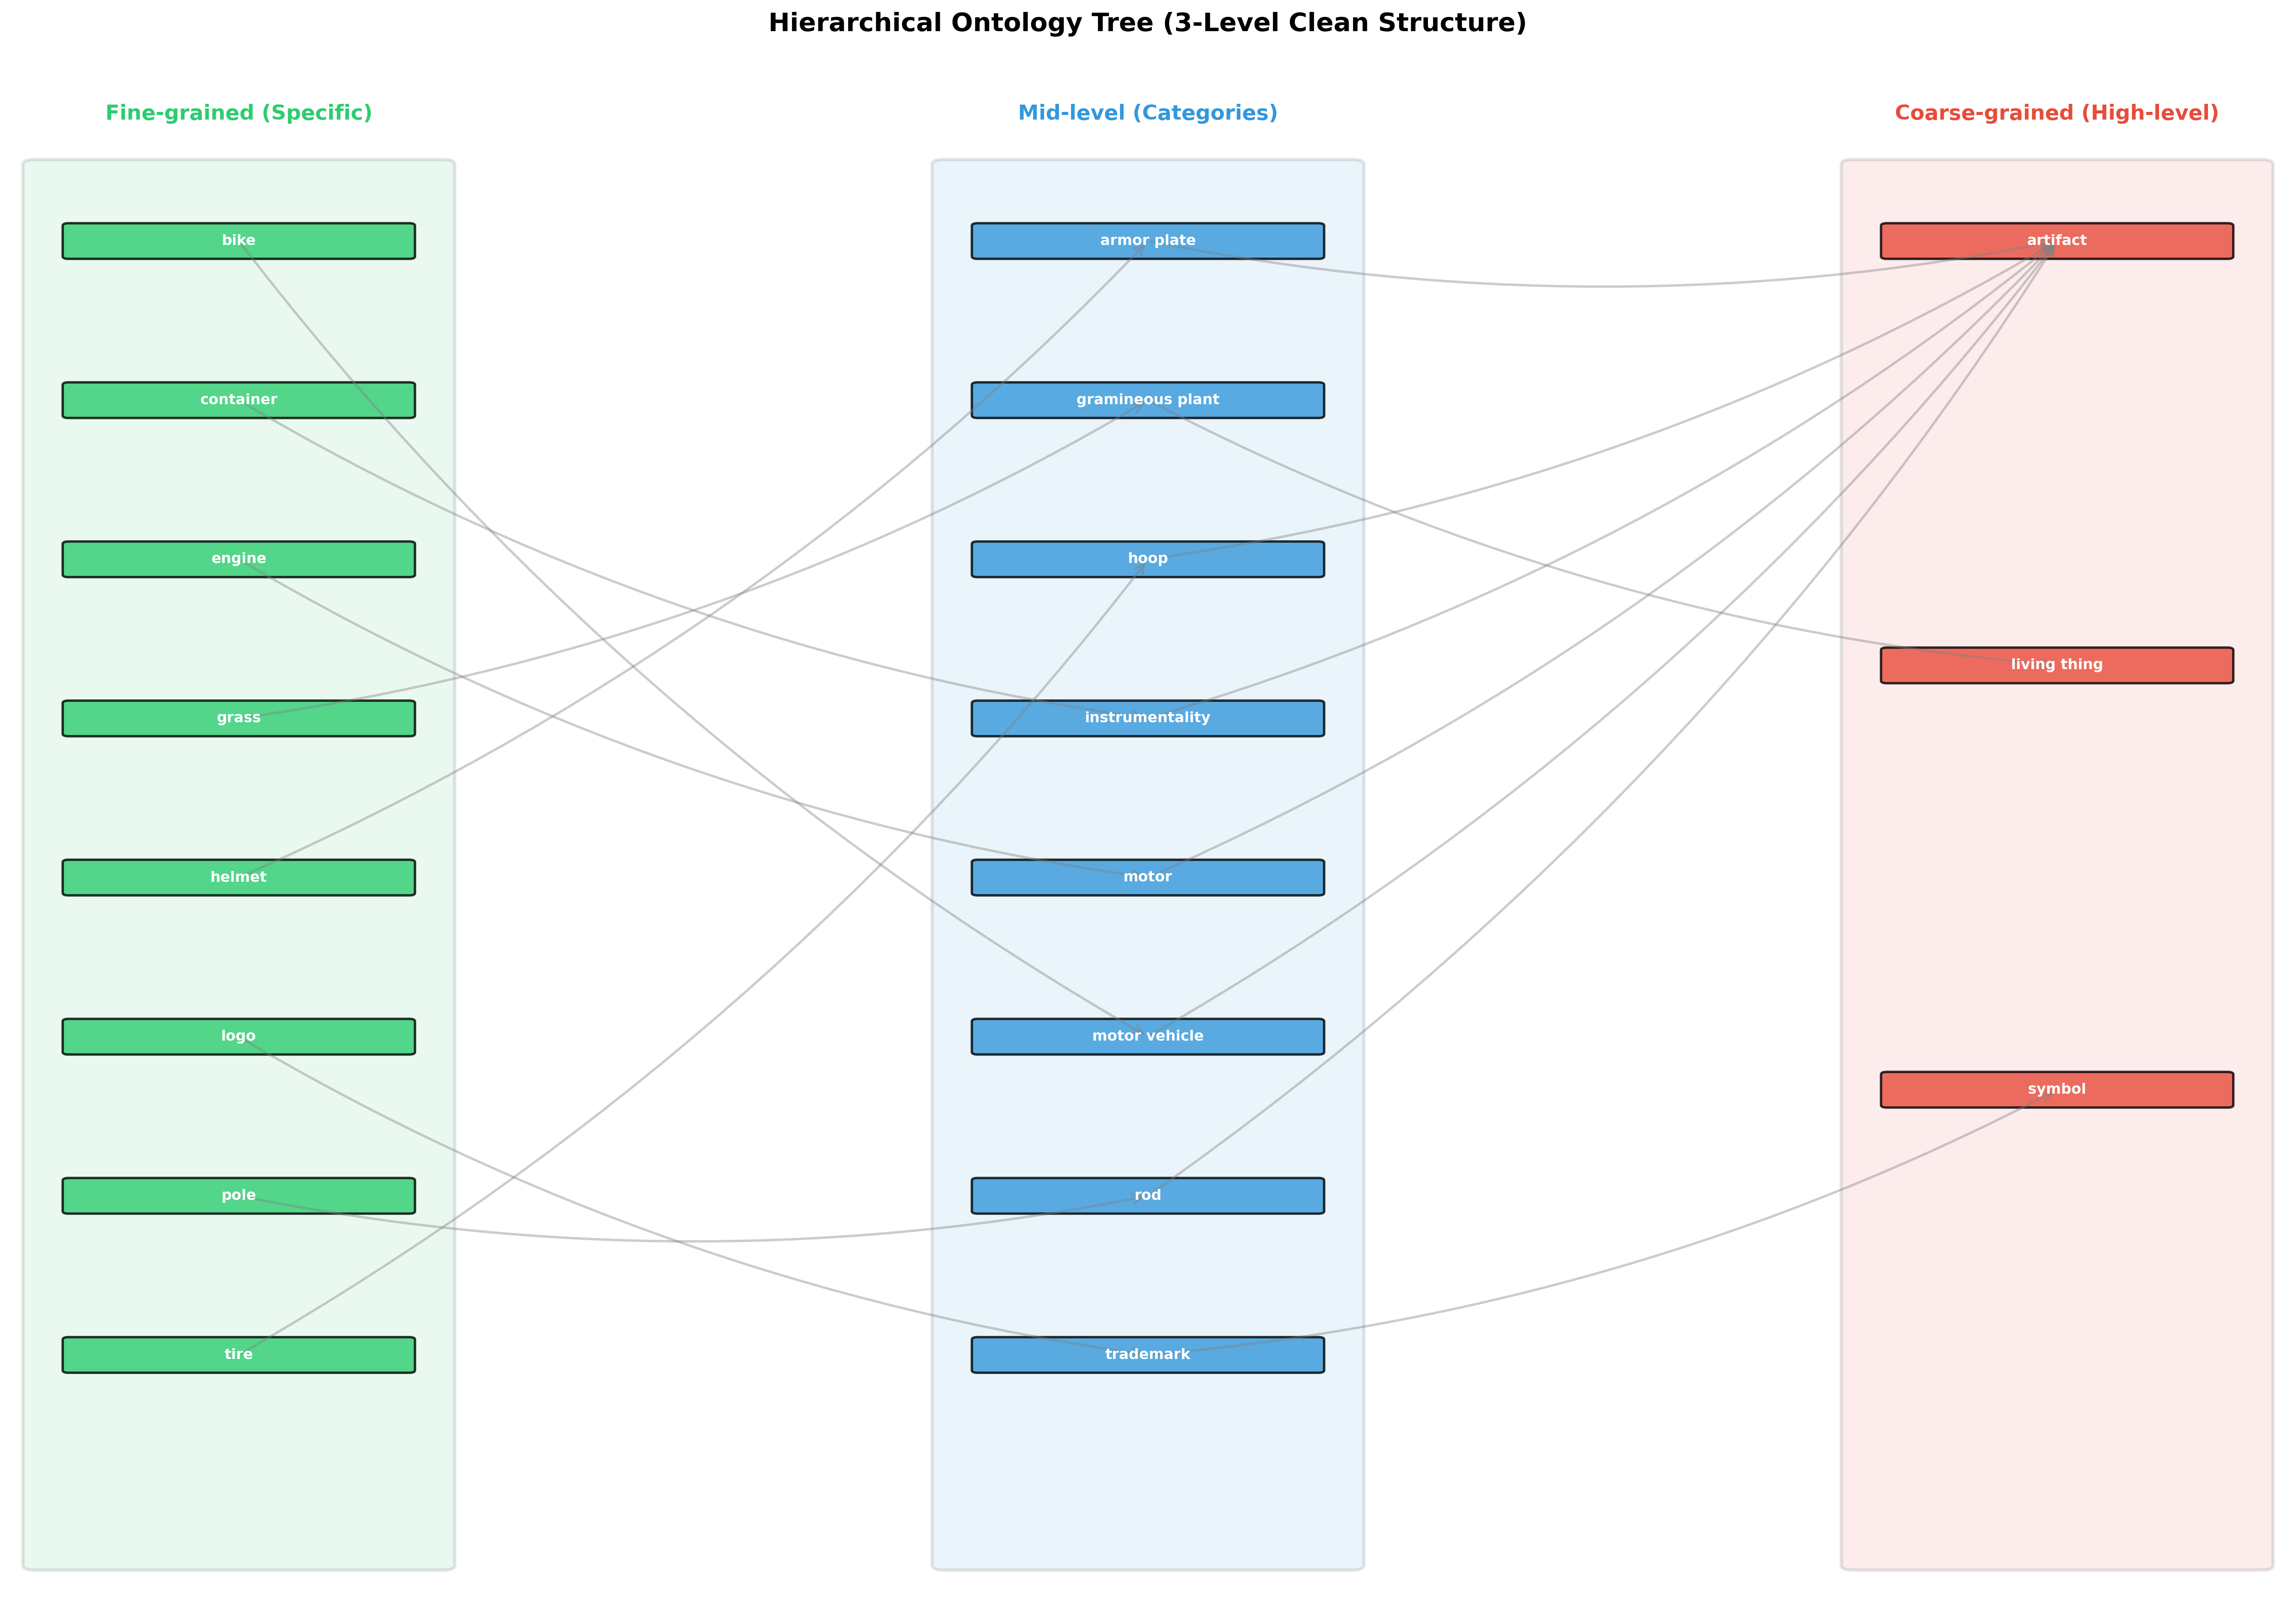 Hierarchical Ontology Tree (3-Level Clean Structure)
Fine-grained (Specific)
bike
container
engine
grass
helmet
logo
pole
tire
Mid-level (Categories)
armor plate
gramineous plant
hoop
instrumentality
motor
motor vehicle
rod
trademark
Coarse-grained (High-level)
artifact
living thing
symbol